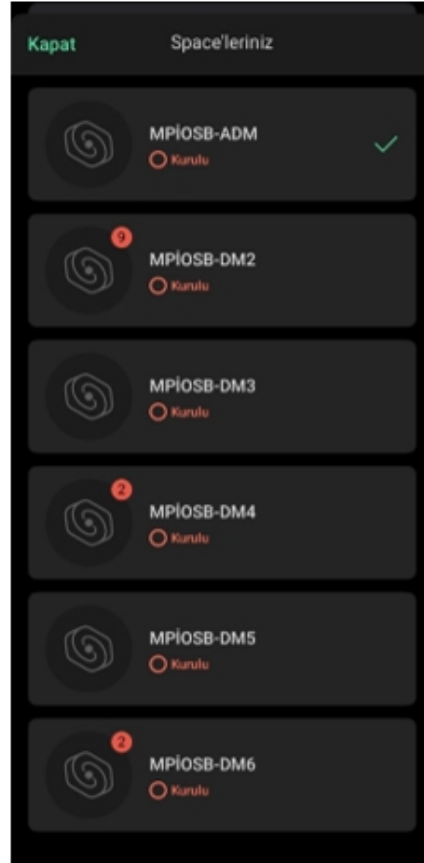 Kapat
Space'leriniz
MPİOSB-ADM
Kurulu
9
MPİOSB-DM2
Kurulu
MPİOSB-DM3
Kurulu
2
MPİOSB-DM4
Kurulu
MPİOSB-DM5
Kurulu
2
MPİOSB-DM6
Kurulu